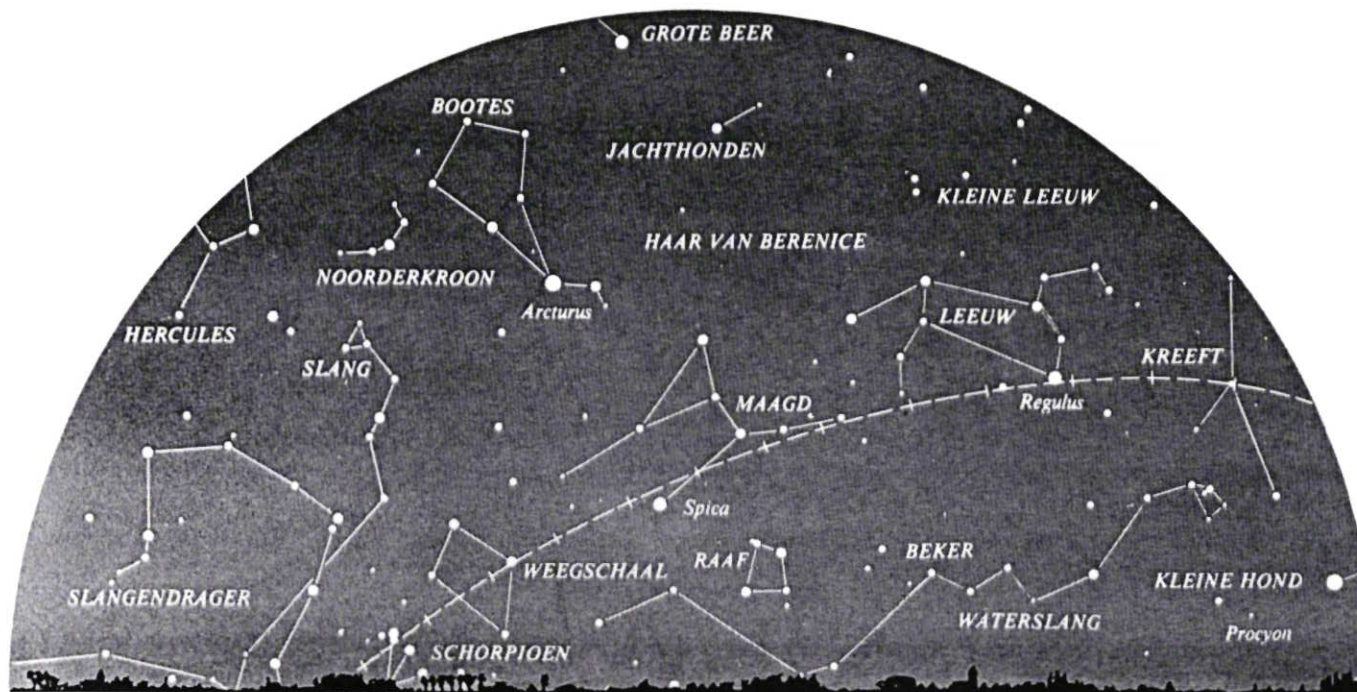 GROTE BEER
BOOTES
JACHTHONDEN
KLEINE LEEUW
HAAR VAN BERENICE
NOORDERKROON
Arcturus
HERCULES
LEEUW
SLANG
KREEFT
MAAGD
Regulus
Spica
RAAF
BEKER
WEEGSCHAAL
KLEINE HOND
SLANGENDRAGER
WATERSLANG
Procyon
SCHORPIOEN